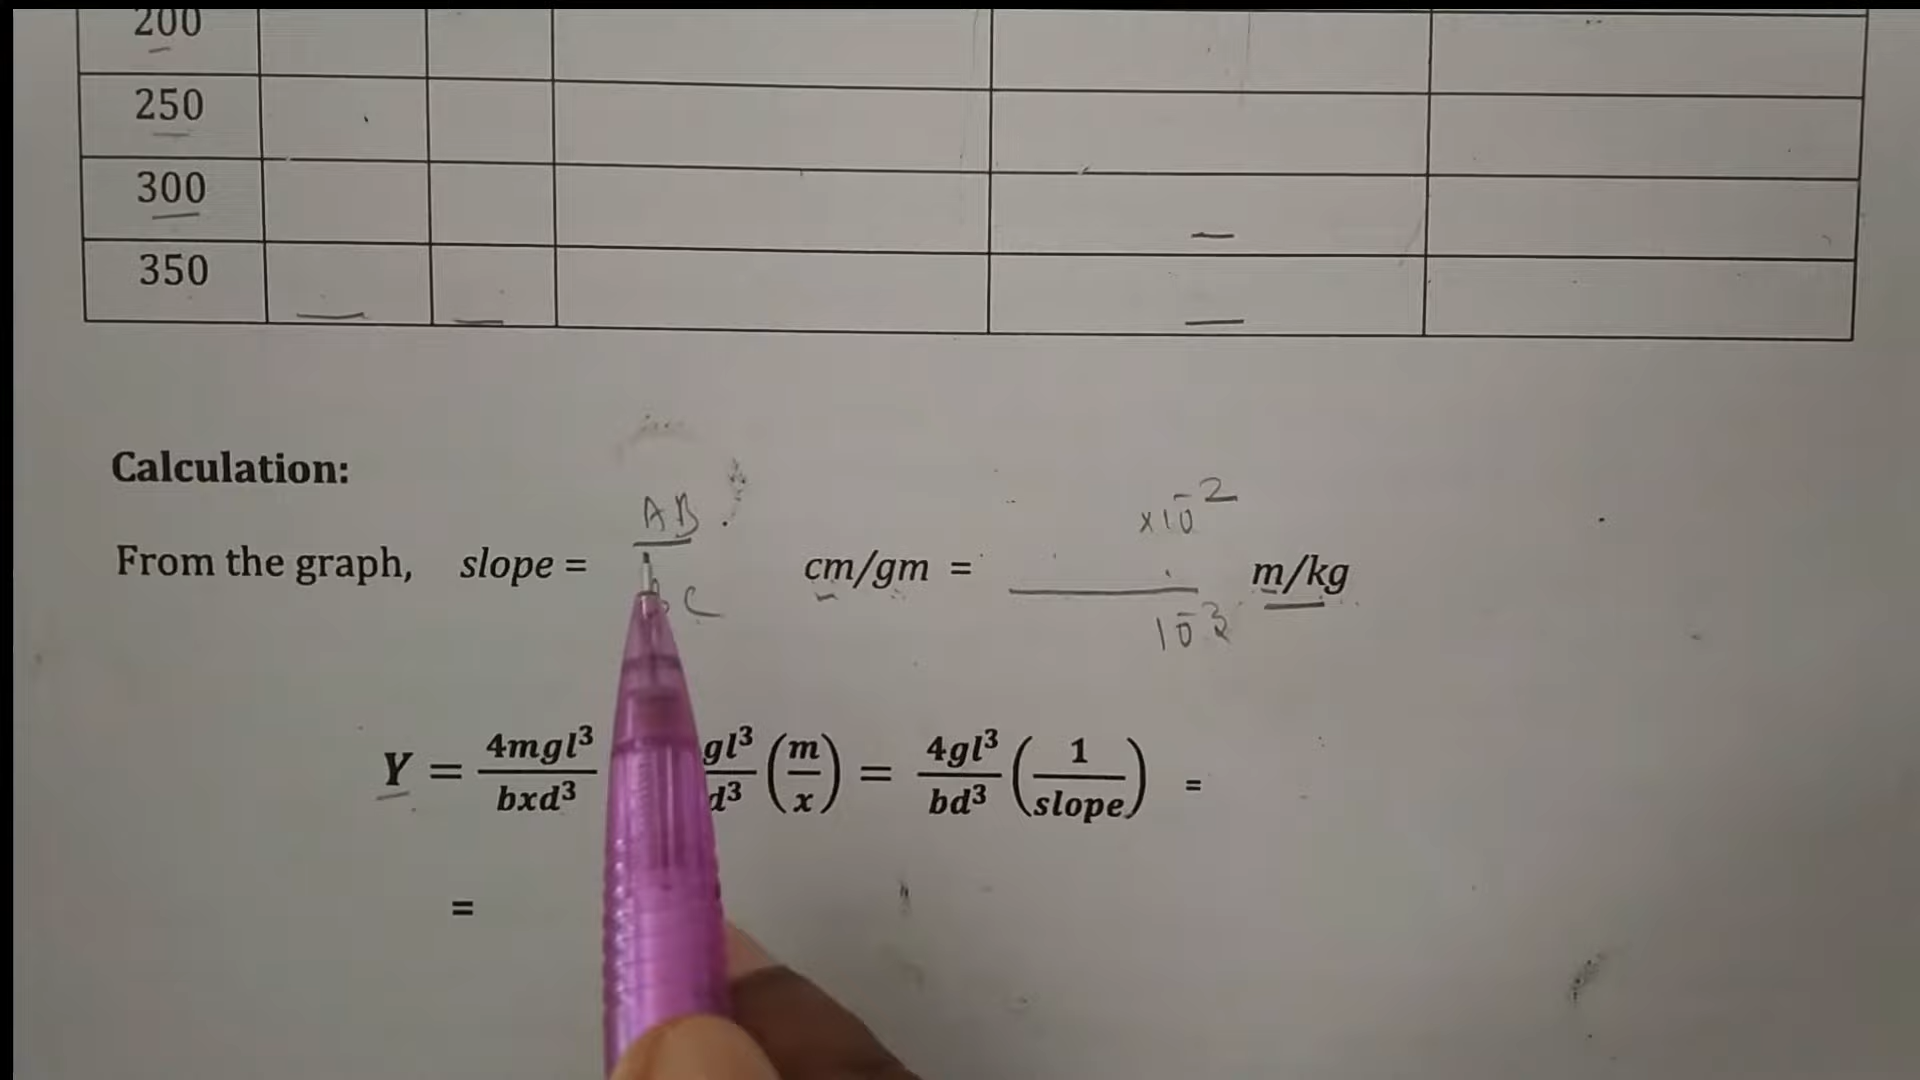 200
250
300
350
Calculation:
AB
From the graph, slope = cm/gm = ×10⁻² m/kg
C
10⁻³
Y = 4mgl³/bxd³ gl³/d³ (m/x) = 4gl³/bd³ (1/slope) =
=